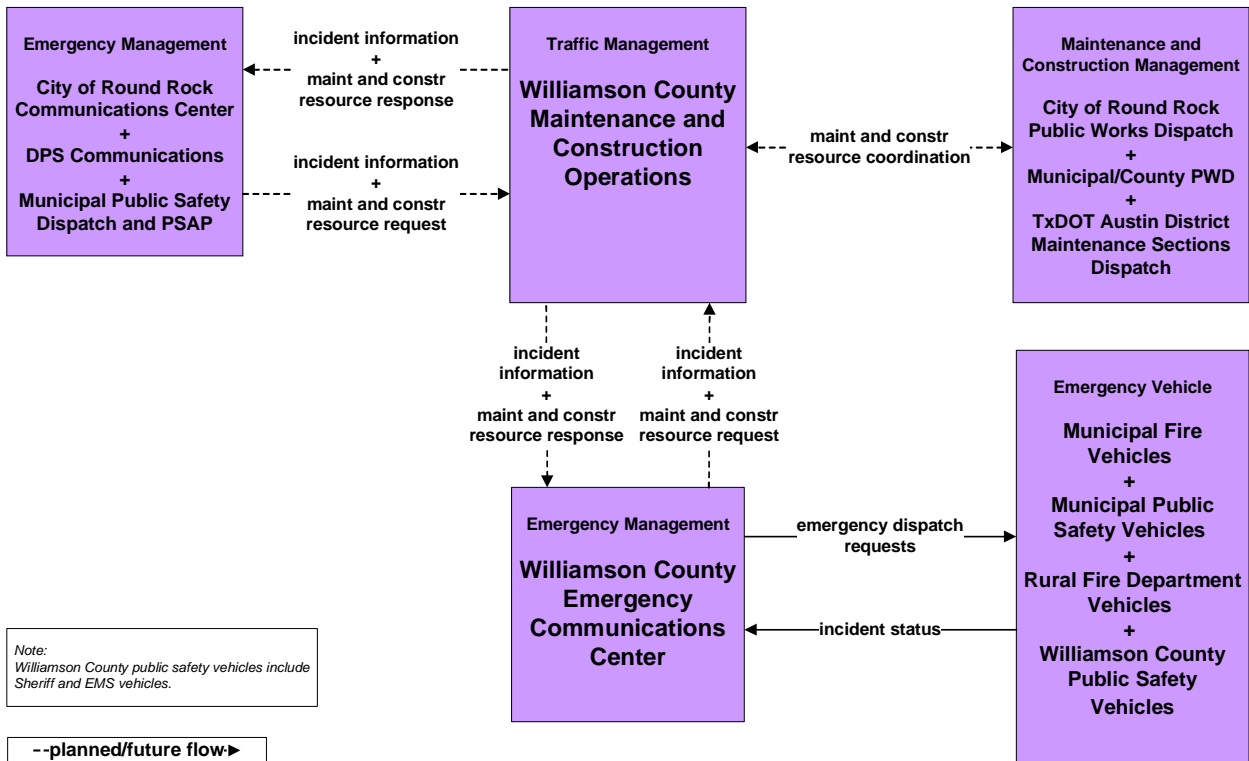 Emergency Management
City of Round Rock
Communications Center
+
DPS Communications
+
Municipal Public Safety
Dispatch and PSAP
incident information
+
maint and constr
resource response
incident information
+
maint and constr
resource request
Traffic Management
Williamson County
Maintenance and
Construction
Operations
maint and constr
resource coordination
Maintenance and
Construction Management
City of Round Rock
Public Works Dispatch
+
Municipal/County PWD
+
TxDOT Austin District
Maintenance Sections
Dispatch
incident
information
+
maint and constr
resource response
incident
information
+
maint and constr
resource request
Emergency Management
Williamson County
Emergency
Communications
Center
emergency dispatch
requests
incident status
Emergency Vehicle
Municipal Fire
Vehicles
+
Municipal Public
Safety Vehicles
+
Rural Fire Department
Vehicles
+
Williamson County
Public Safety
Vehicles
Note:
Williamson County public safety vehicles include
Sheriff and EMS vehicles.
planned/future flow